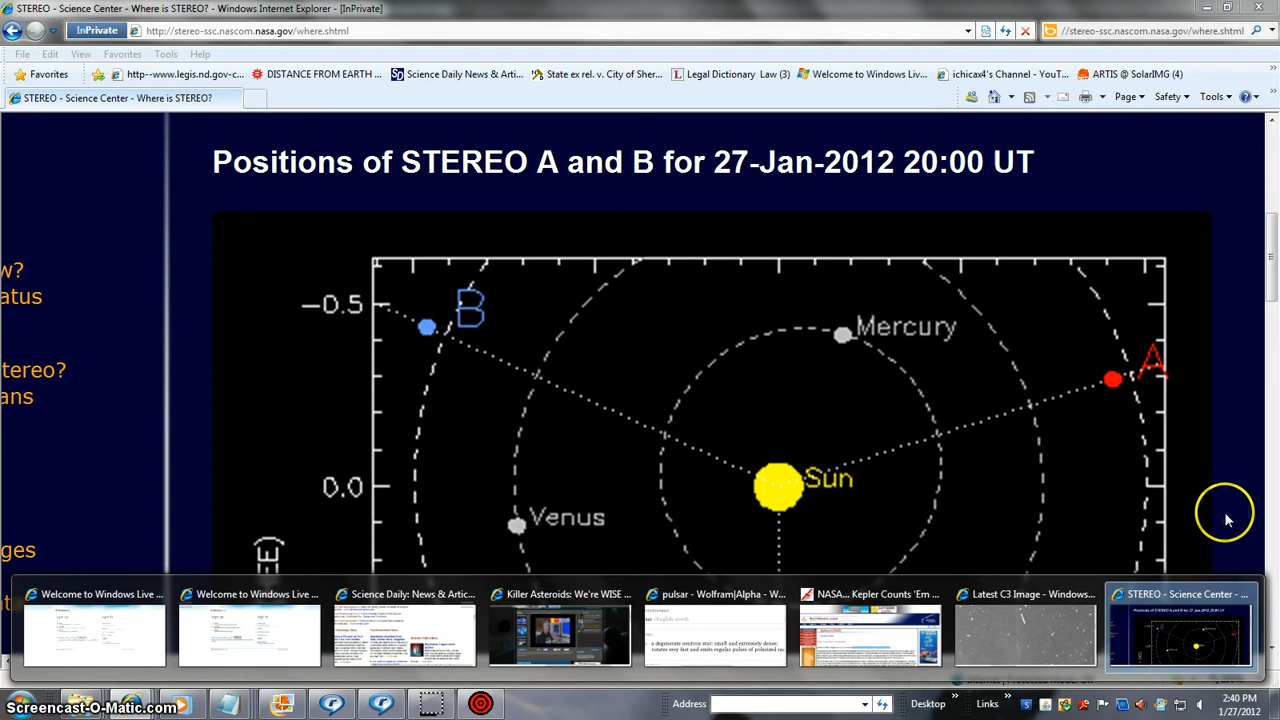 STEREO - Science Center - Where is STEREO? - Windows Internet Explorer - [InPrivate]
InPrivate http://stereo-ssc.nascom.nasa.gov/where.shtml //stereo-ssc.nascom.nasa.gov/where.shtml
File Edit View Favorites Tools Help
Favorites http--www.legis.nd.gov-c... DISTANCE FROM EARTH ... Science Daily News & Arti... State ex rel. v. City of Sher... Legal Dictionary Law (3) Welcome to Windows Liv... ichicax4's Channel - YouT... ARTIS @ SolarIMG (4)
STEREO - Science Center - Where is STEREO? Page Safety Tools
Positions of STEREO A and B for 27-Jan-2012 20:00 UT
w?
atus
-0.5 B Mercury A
tereo?
ans
0.0 Sun
Venus
ges
Welcome to Windows Live ... Welcome to Windows Live ... Science Daily: News & Artic... Killer Asteroids: We're WISE ... pulsar - Wolfram|Alpha - W... NASA... Kepler Counts 'Em ... Latest C3 Image - Windows... STEREO - Science Center - ...
Screencast-O-Matic.com Address Desktop Links 2:40 PM
1/27/2012